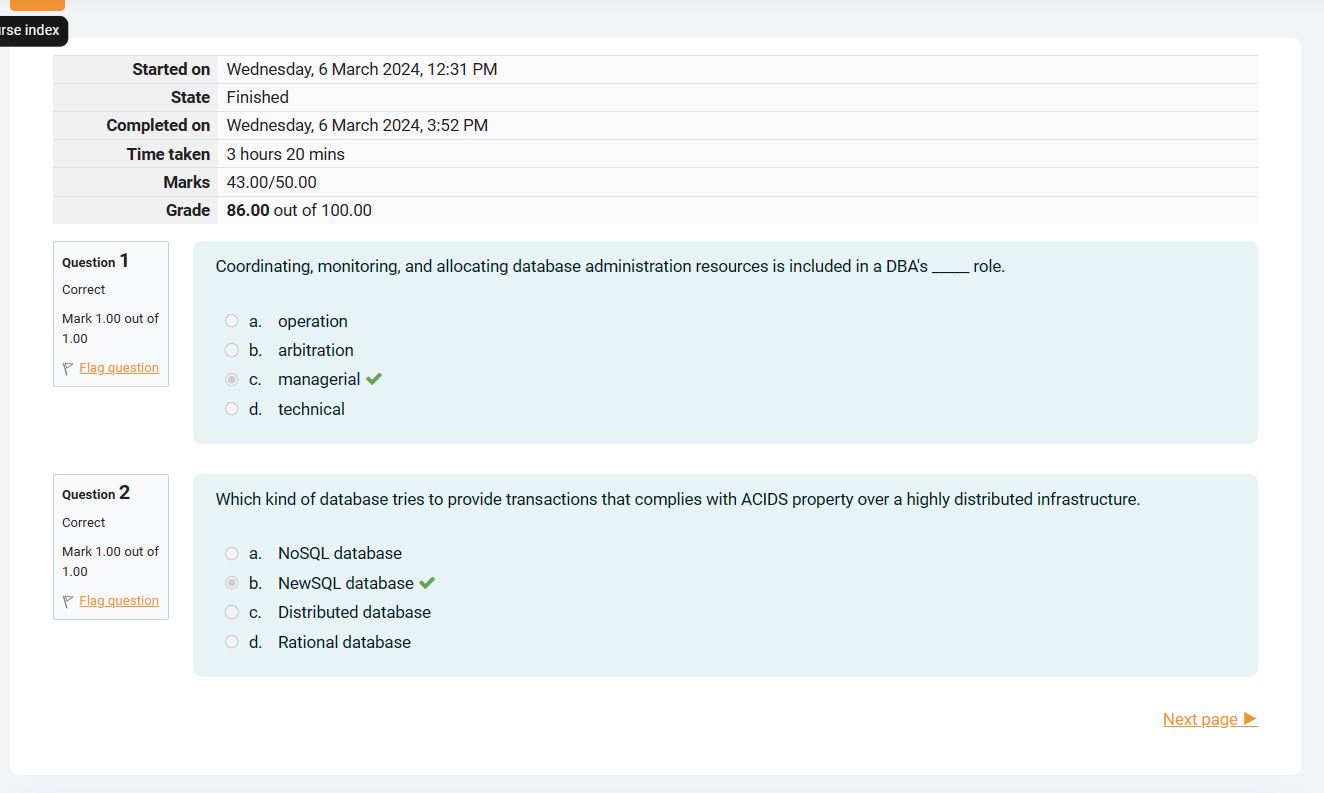 rse index
Started on Wednesday, 6 March 2024, 12:31 PM
State Finished
Completed on Wednesday, 6 March 2024, 3:52 PM
Time taken 3 hours 20 mins
Marks 43.00/50.00
Grade 86.00 out of 100.00
Question 1
Correct
Mark 1.00 out of
1.00
Flag question
Coordinating, monitoring, and allocating database administration resources is included in a DBA's _____ role.
a. operation
b. arbitration
c. managerial
d. technical
Question 2
Correct
Mark 1.00 out of
1.00
Flag question
Which kind of database tries to provide transactions that complies with ACIDS property over a highly distributed infrastructure.
a. NoSQL database
b. NewSQL database
c. Distributed database
d. Rational database
Next page